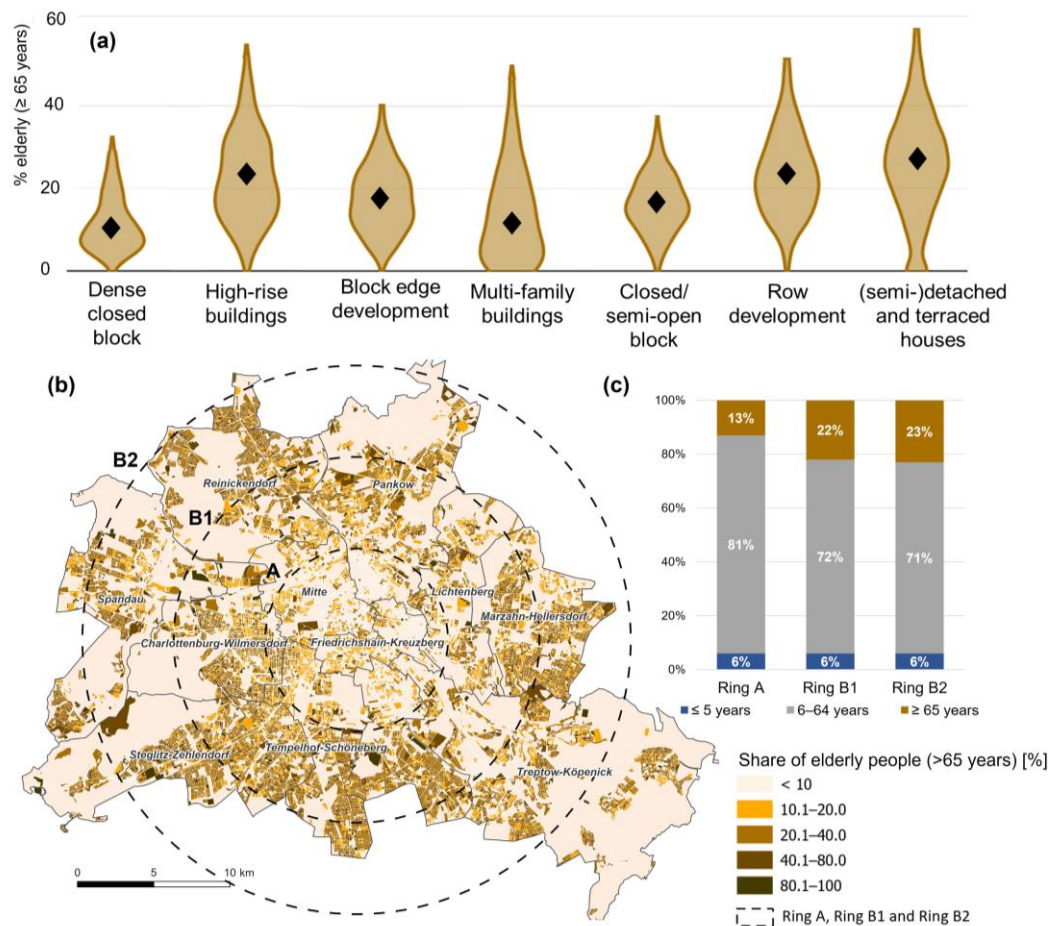 (a)
% elderly (≥ 65 years)
60
40
20
0
Dense
closed
block
High-rise
buildings
Block edge
development
Multi-family
buildings
Closed/
semi-open
block
Row
development
(semi-)detached
and terraced
houses
(b)
B2
B1
A
Reinickendorf
Pankow
Mitte
Lichtenberg
Spandau
Marzahn-Hellersdorf
Charlottenburg-Wilmersdorf
Friedrichshain-Kreuzberg
Steglitz-Zehlendorf
Tempelhof-Schöneberg
Treptow-Köpenick
0 5 10 km
(c)
100%
80%
60%
40%
20%
0%
13%
22%
23%
81%
72%
71%
6%
6%
6%
Ring A
Ring B1
Ring B2
≤ 5 years
6–64 years
≥ 65 years
Share of elderly people (>65 years) [%]
< 10
10.1–20.0
20.1–40.0
40.1–80.0
80.1–100
Ring A, Ring B1 and Ring B2